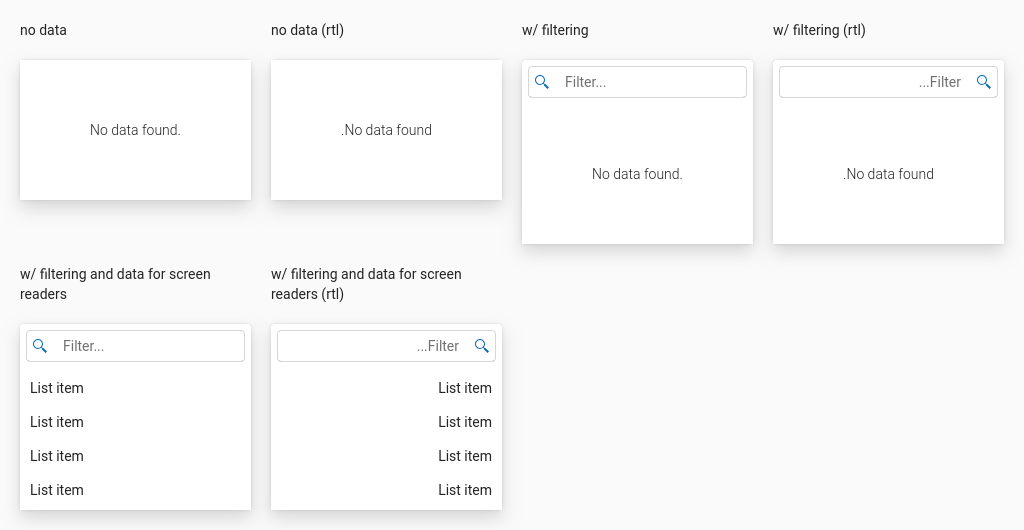 no data
No data found.
no data (rtl)
.No data found
w/ filtering
Filter...
No data found.
w/ filtering (rtl)
...Filter
.No data found
w/ filtering and data for screen
readers
Filter...
List item
List item
List item
List item
w/ filtering and data for screen
readers (rtl)
...Filter
List item
List item
List item
List item